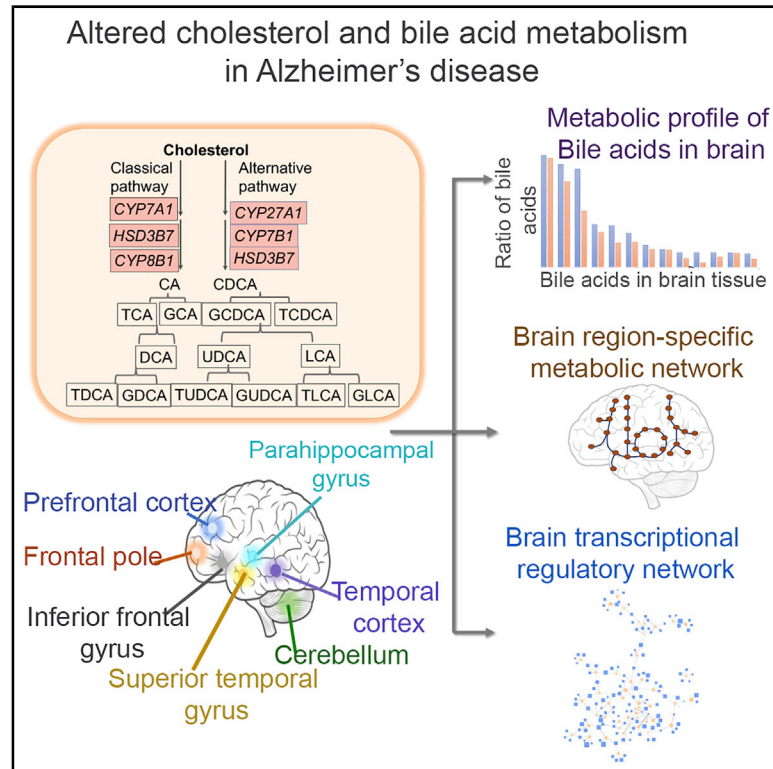 Altered cholesterol and bile acid metabolism
in Alzheimer's disease
Cholesterol
Classical
pathway
Alternative
pathway
CYP7A1
CYP27A1
HSD3B7
CYP7B1
CYP8B1
HSD3B7
CA
CDCA
TCA
GCA
GCDCA
TCDCA
DCA
UDCA
LCA
TDCA
GDCA
TUDCA
GUDCA
TLCA
GLCA
Parahippocampal
gyrus
Prefrontal cortex
Frontal pole
Inferior frontal
gyrus
Superior temporal
gyrus
Temporal
cortex
Cerebellum
Metabolic profile of
Bile acids in brain
Ratio of bile
acids
Bile acids in brain tissue
Brain region-specific
metabolic network
Brain transcriptional
regulatory network